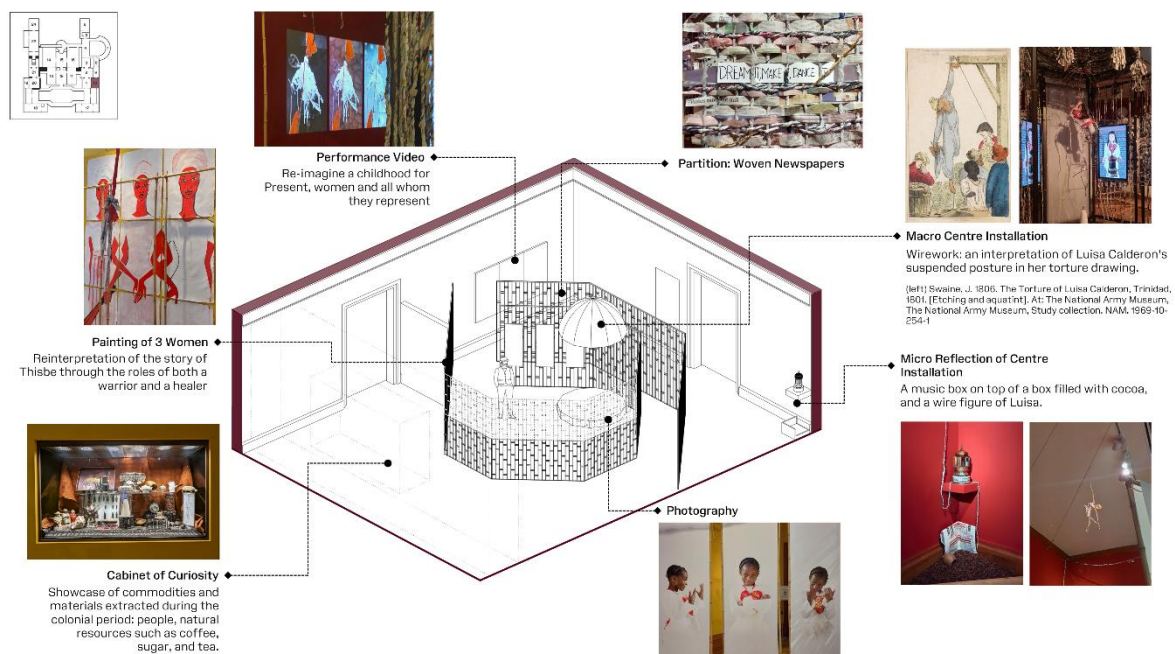 Performance Video
Re-imagine a childhood for
Present, women and all whom
they represent
DREAM IT, MAKE
DANCE
Partition: Woven Newspapers
Macro Centre Installation
Wirework: an interpretation of Luisa Calderon's
suspended posture in her torture drawing.
(left) Swaine, J. 1806. The Torture of Luisa Calderon, Trinidad,
1801. [Etching and aquatint]. At: The National Army Museum,
The National Army Museum, Study collection. NAM. 1969-10-
254-1
Painting of 3 Women
Reinterpretation of the story of
Thisbe through the roles of both a
warrior and a healer
Micro Reflection of Centre
Installation
A music box on top of a box filled with cocoa,
and a wire figure of Luisa.
Cabinet of Curiosity
Showcase of commodities and
materials extracted during the
colonial period: people, natural
resources such as coffee,
sugar, and tea.
Photography